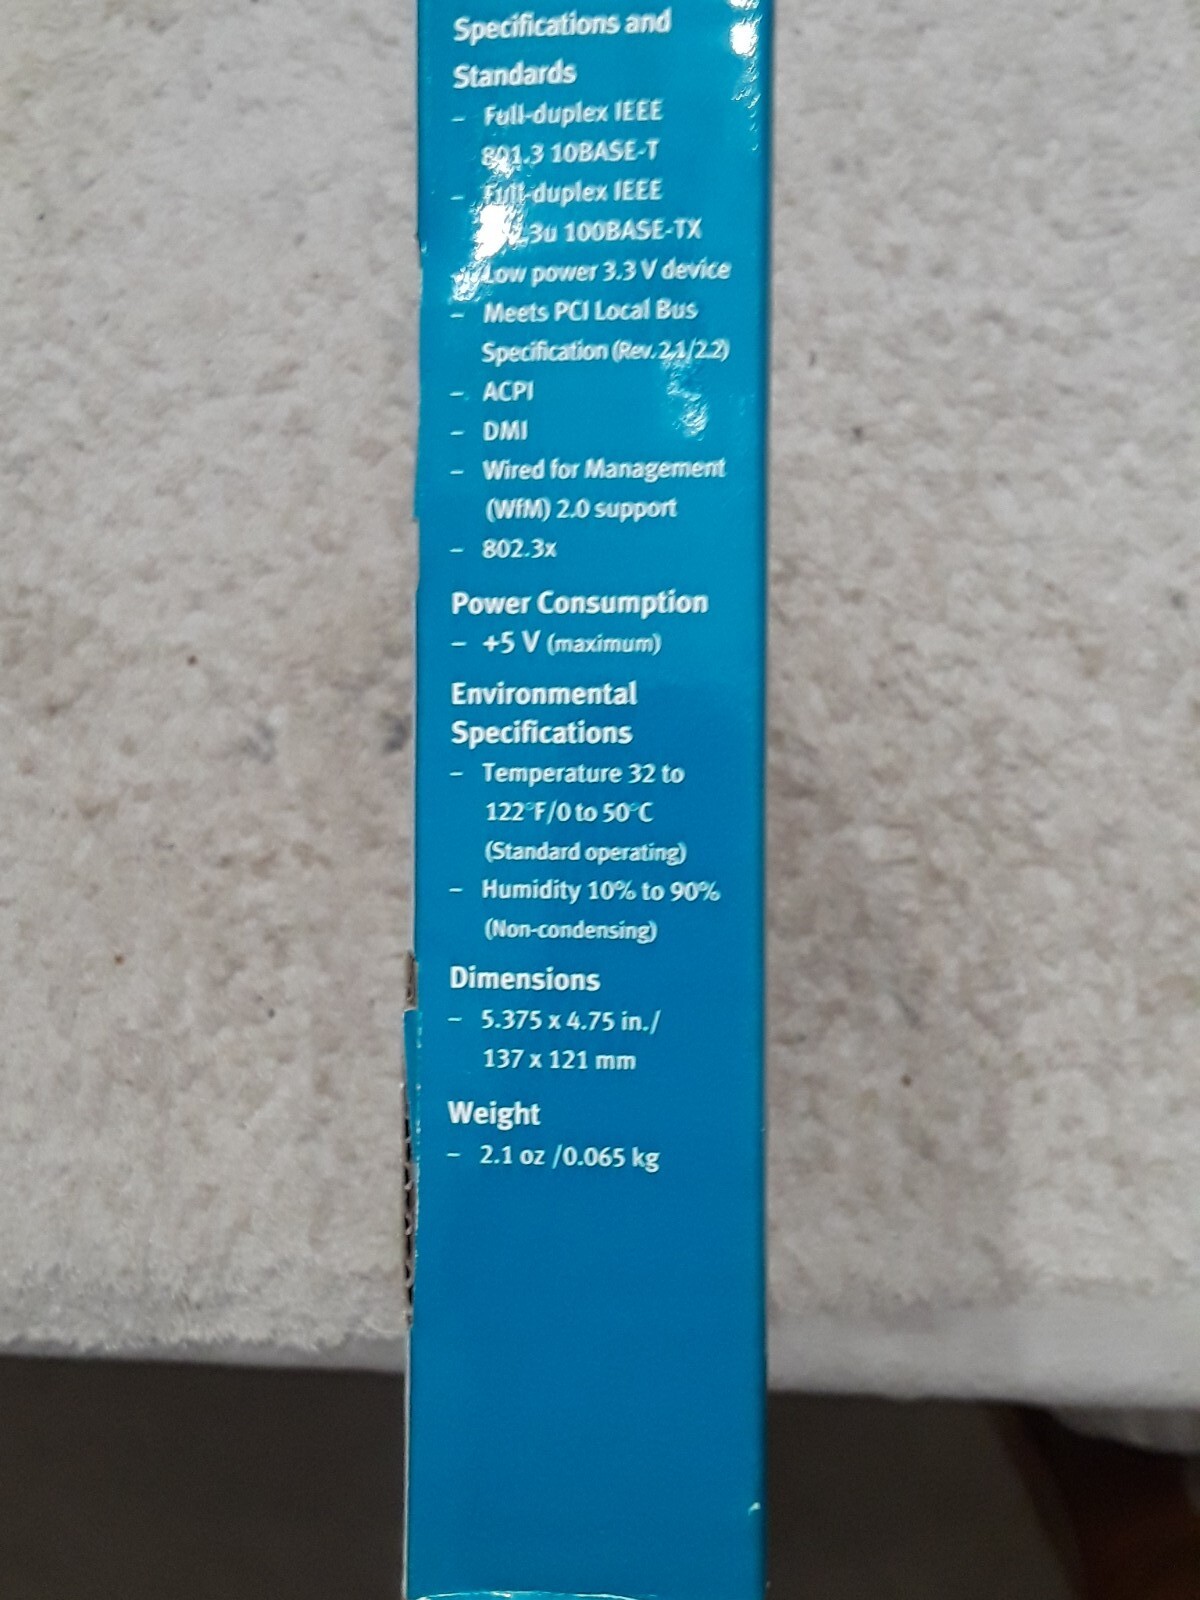 Specifications and
Standards
– Full-duplex IEEE
801.3 10BASE-T
– Full-duplex IEEE
.3u 100BASE-TX
Low power 3.3 V device
– Meets PCI Local Bus
Specification (Rev. 2.1/2.2)
– ACPI
– DMI
– Wired for Management
(WfM) 2.0 support
– 802.3x
Power Consumption
– +5 V (maximum)
Environmental
Specifications
– Temperature 32 to
122°F/0 to 50°C
(Standard operating)
– Humidity 10% to 90%
(Non-condensing)
Dimensions
– 5.375 x 4.75 in./
137 x 121 mm
Weight
– 2.1 oz /0.065 kg